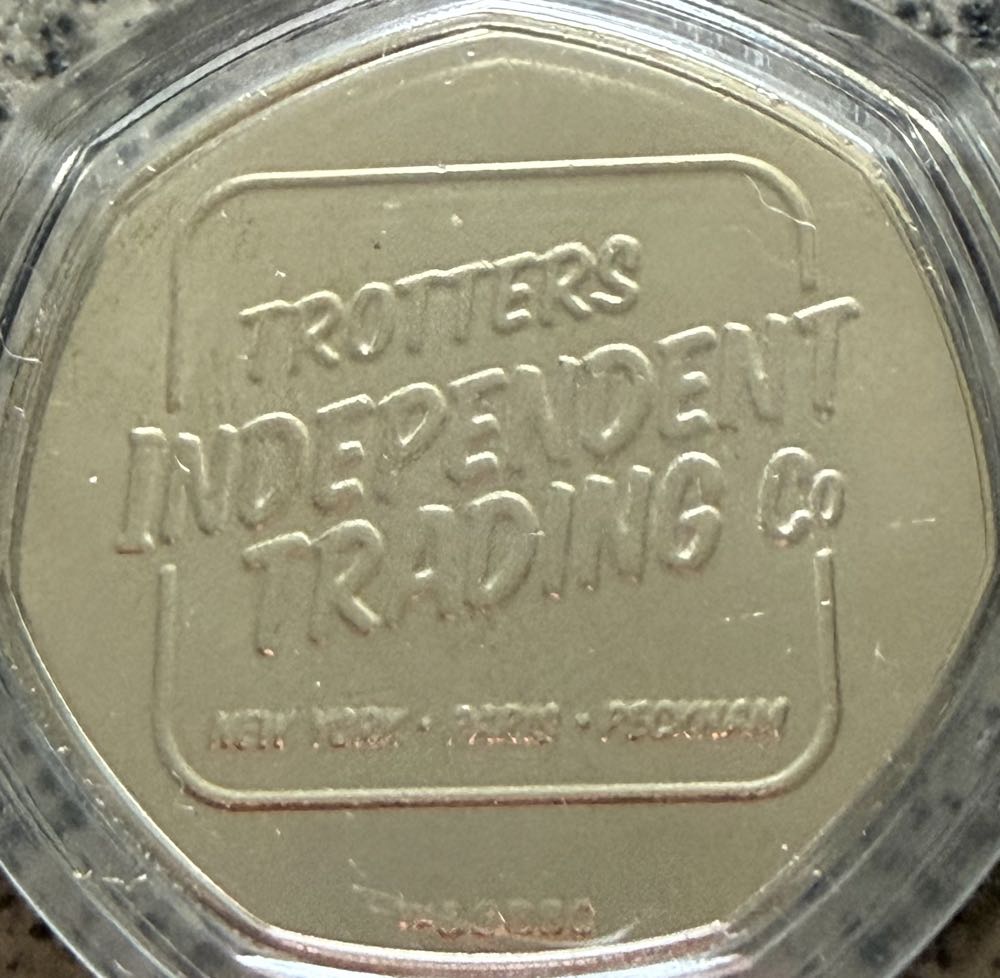 TROTTERS
INDEPENDENT
TRADING Co
NEW YORK · PARIS · PECKHAM